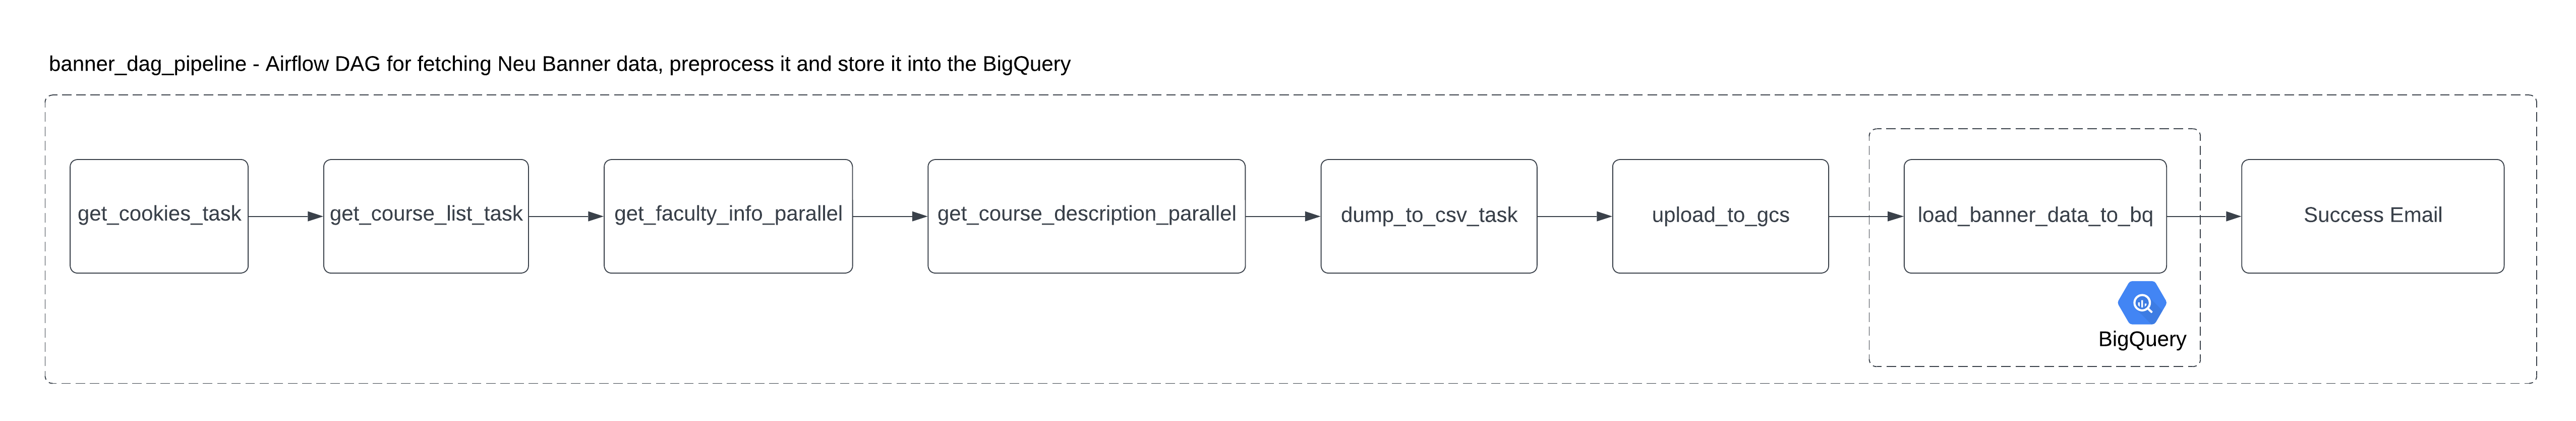 banner_dag_pipeline - Airflow DAG for fetching Neu Banner data, preprocess it and store it into the BigQuery
get_cookies_task
get_course_list_task
get_faculty_info_parallel
get_course_description_parallel
dump_to_csv_task
upload_to_gcs
load_banner_data_to_bq
Success Email
BigQuery